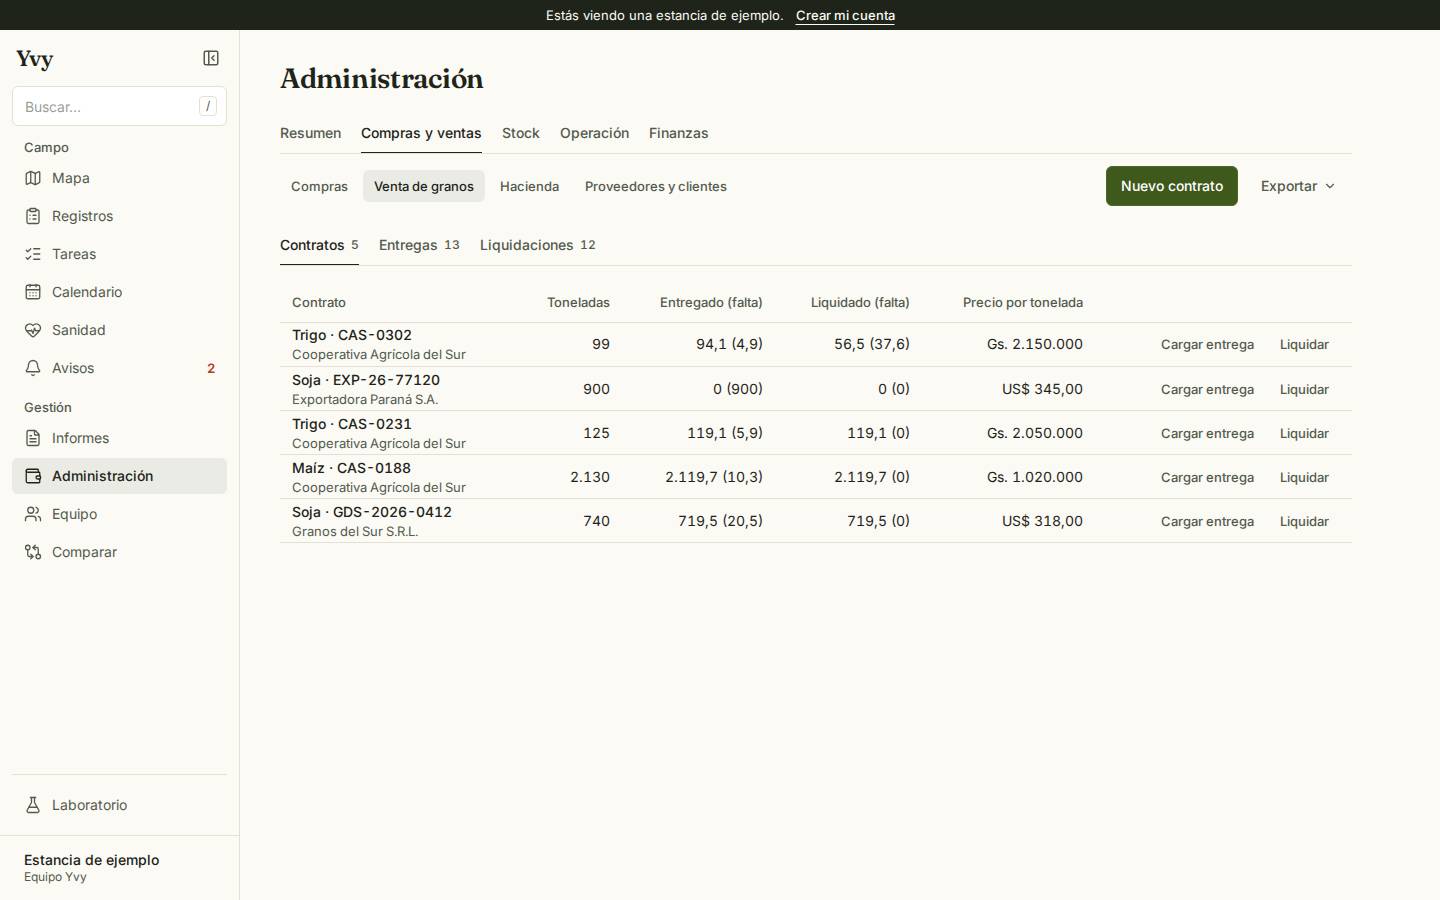 Estás viendo una estancia de ejemplo. Crear mi cuenta
Yvy
Buscar... /
Campo
Mapa
Registros
Tareas
Calendario
Sanidad
Avisos 2
Gestión
Informes
Administración
Equipo
Comparar
Laboratorio
Estancia de ejemplo
Equipo Yvy
Administración
Resumen Compras y ventas Stock Operación Finanzas
Compras Venta de granos Hacienda Proveedores y clientes Nuevo contrato Exportar
Contratos 5 Entregas 13 Liquidaciones 12
Contrato Toneladas Entregado (falta) Liquidado (falta) Precio por tonelada
Trigo · CAS-0302
Cooperativa Agrícola del Sur
99 94,1 (4,9) 56,5 (37,6) Gs. 2.150.000 Cargar entrega Liquidar
Soja · EXP-26-77120
Exportadora Paraná S.A.
900 0 (900) 0 (0) US$ 345,00 Cargar entrega Liquidar
Trigo · CAS-0231
Cooperativa Agrícola del Sur
125 119,1 (5,9) 119,1 (0) Gs. 2.050.000 Cargar entrega Liquidar
Maíz · CAS-0188
Cooperativa Agrícola del Sur
2.130 2.119,7 (10,3) 2.119,7 (0) Gs. 1.020.000 Cargar entrega Liquidar
Soja · GDS-2026-0412
Granos del Sur S.R.L.
740 719,5 (20,5) 719,5 (0) US$ 318,00 Cargar entrega Liquidar